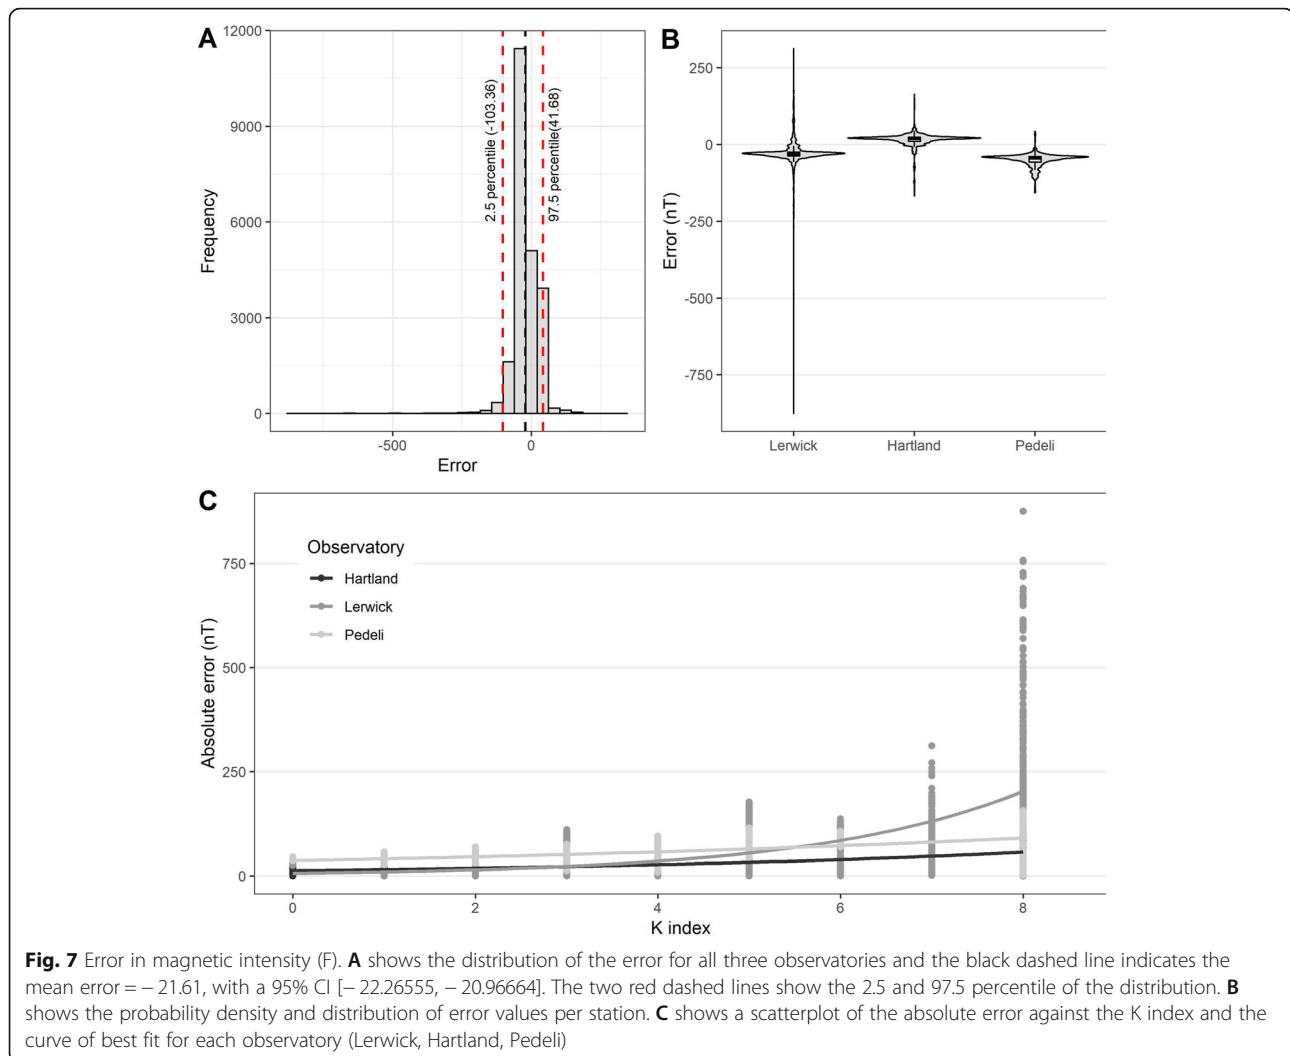 A
12000
9000
6000
3000
0
Frequency
2.5 percentile (-103.36)
97.5 percentile(41.68)
-500
0
Error
B
250
0
-250
-500
-750
Error (nT)
Lerwick
Hartland
Pedeli
C
750
500
250
0
Absolute error (nT)
Observatory
Hartland
Lerwick
Pedeli
0
2
4
6
8
K index
Fig. 7 Error in magnetic intensity (F). A shows the distribution of the error for all three observatories and the black dashed line indicates the
mean error = − 21.61, with a 95% CI [− 22.26555, − 20.96664]. The two red dashed lines show the 2.5 and 97.5 percentile of the distribution. B
shows the probability density and distribution of error values per station. C shows a scatterplot of the absolute error against the K index and the
curve of best fit for each observatory (Lerwick, Hartland, Pedeli)